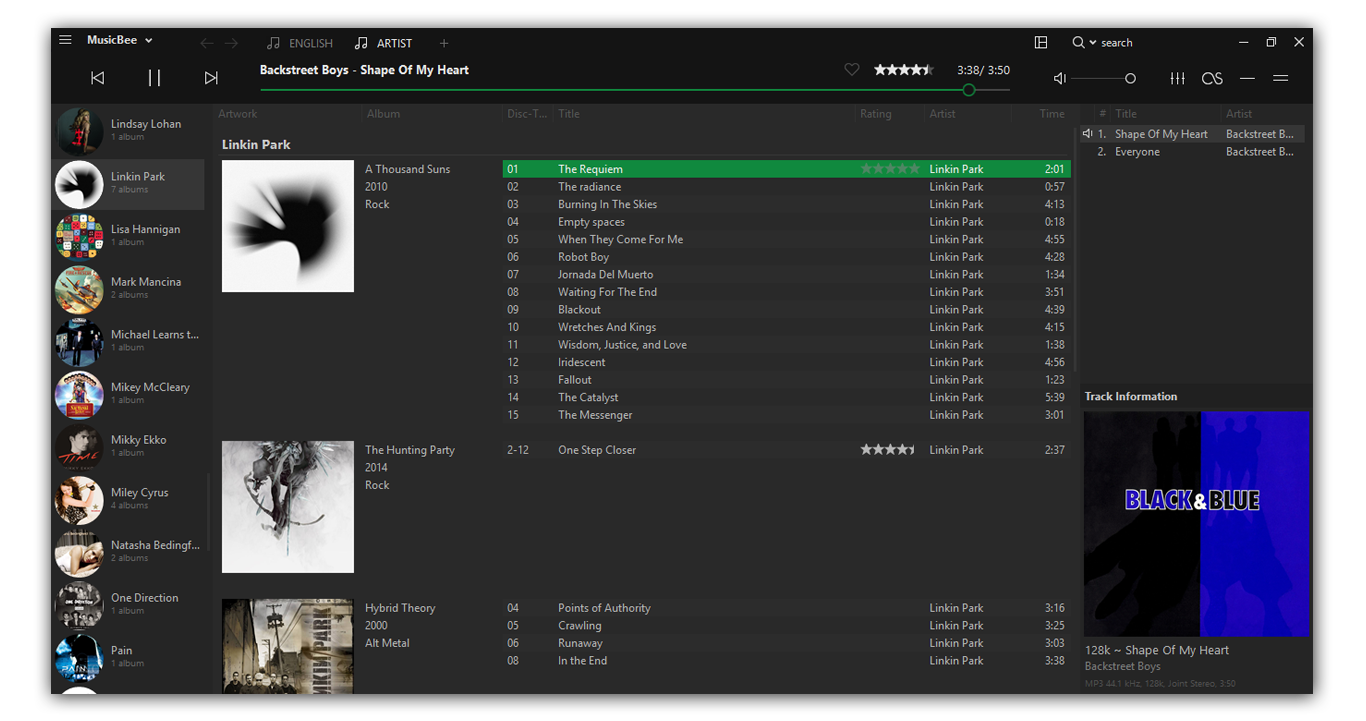 MusicBee
ENGLISH
ARTIST
search
Backstreet Boys - Shape Of My Heart
3:38/ 3:50
Lindsay Lohan
1 album
Linkin Park
7 albums
Lisa Hannigan
1 album
Mark Mancina
2 albums
Michael Learns t...
1 album
Mikey McCleary
1 album
Mikky Ekko
1 album
Miley Cyrus
4 albums
Natasha Bedingf...
2 albums
One Direction
1 album
Pain
1 album
Artwork Album Disc-T... Title Rating Artist Time
Linkin Park
A Thousand Suns
2010
Rock
01 The Requiem Linkin Park 2:01
02 The radiance Linkin Park 0:57
03 Burning In The Skies Linkin Park 4:13
04 Empty spaces Linkin Park 0:18
05 When They Come For Me Linkin Park 4:55
06 Robot Boy Linkin Park 4:28
07 Jornada Del Muerto Linkin Park 1:34
08 Waiting For The End Linkin Park 3:51
09 Blackout Linkin Park 4:39
10 Wretches And Kings Linkin Park 4:15
11 Wisdom, Justice, and Love Linkin Park 1:38
12 Iridescent Linkin Park 4:56
13 Fallout Linkin Park 1:23
14 The Catalyst Linkin Park 5:39
15 The Messenger Linkin Park 3:01
The Hunting Party
2014
Rock
2-12 One Step Closer Linkin Park 2:37
Hybrid Theory
2000
Alt Metal
04 Points of Authority Linkin Park 3:16
05 Crawling Linkin Park 3:25
06 Runaway Linkin Park 3:03
08 In the End Linkin Park 3:38
# Title Artist
1. Shape Of My Heart Backstreet B...
2. Everyone Backstreet B...
Track Information
BLACK & BLUE
128k ~ Shape Of My Heart
Backstreet Boys
MP3 44.1 kHz, 128k, Joint Stereo, 3:50